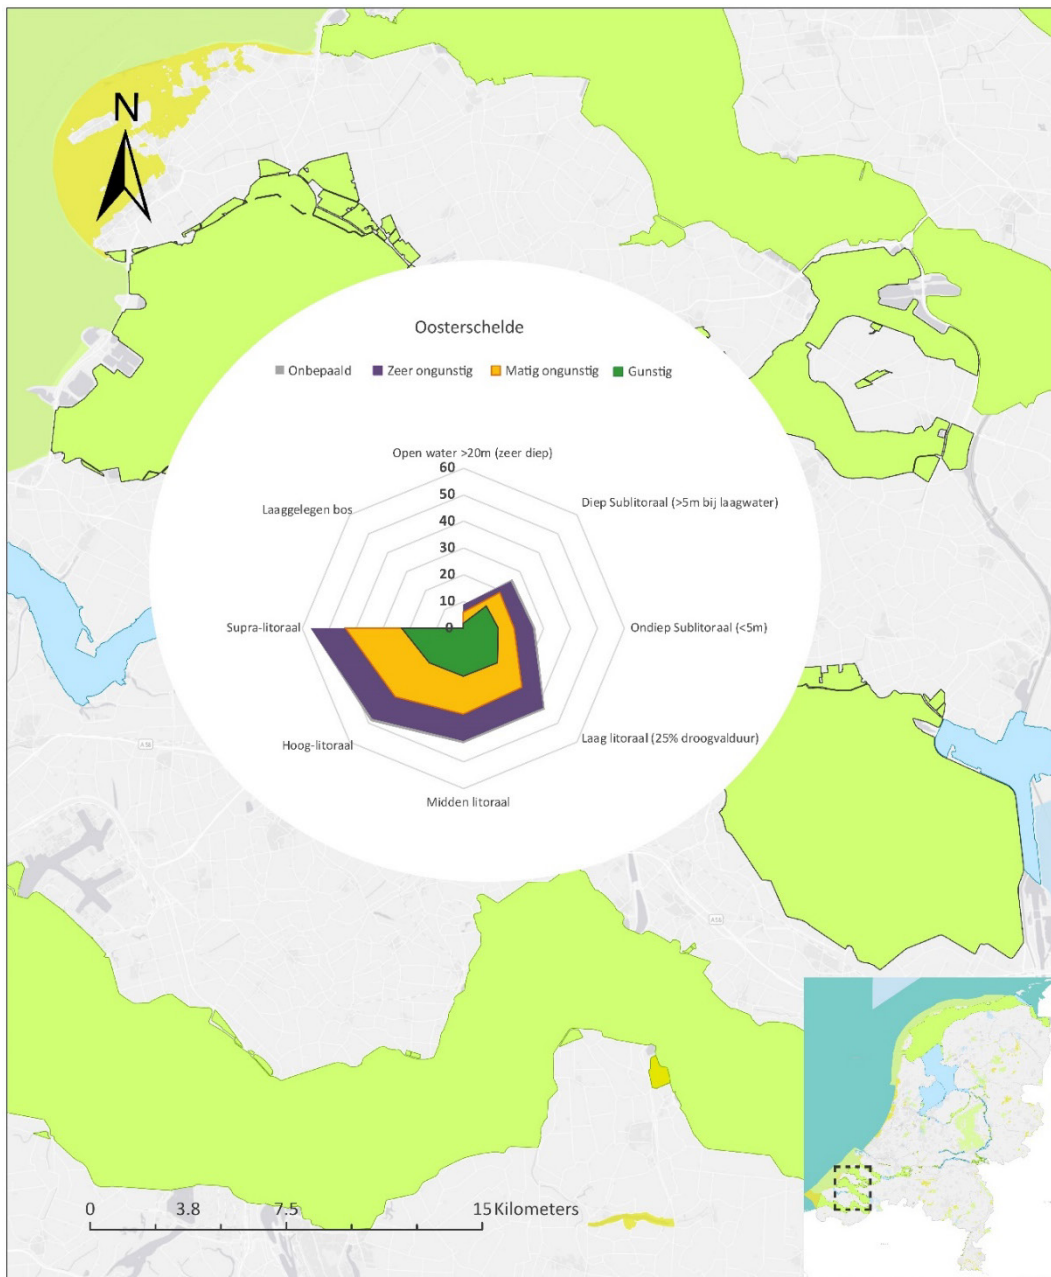 N
Oosterschelde
Onbepaald Zeer ongunstig Matig ongunstig Gunstig
Open water >20m (zeer diep)
60
50
40
30
20
10
0
Diep Sublitoraal (>5m bij laagwater)
Ondiep Sublitoraal (<5m)
Laag litoraal (25% droogvalduur)
Midden litoraal
Hoog-litoraal
Supra-litoraal
Laaggelegen bos
A58
A58
0 3.8 7.5 15 Kilometers